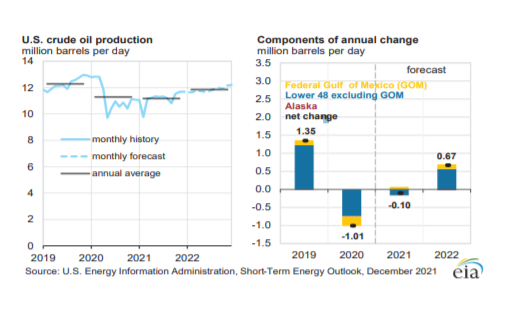 U.S. crude oil production
million barrels per day
14
12
10
8
6
4
2
0
monthly history
monthly forecast
annual average
2019 2020 2021 2022
Components of annual change
million barrels per day
3.5
3.0
2.5
2.0
1.5
1.0
0.5
0.0
-0.5
-1.0
-1.5
forecast
Federal Gulf of Mexico (GOM)
Lower 48 excluding GOM
Alaska
net change
1.35
-1.01
-0.10
0.67
2019 2020 2021 2022
Source: U.S. Energy Information Administration, Short-Term Energy Outlook, December 2021
eia